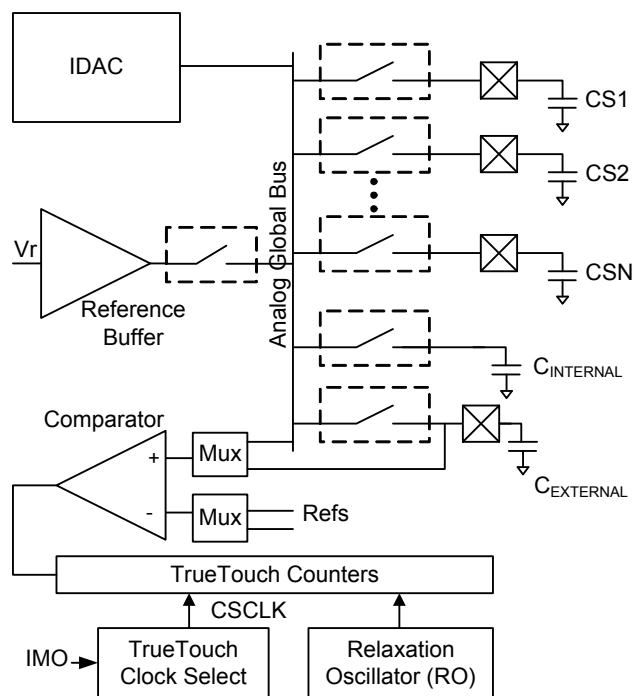 IDAC
CS1
CS2
Vr
Analog Global Bus
CSN
Reference
Buffer
CINTERNAL
Comparator
+
Mux
CEXTERNAL
-
Mux
Refs
TrueTouch Counters
CSCLK
IMO
TrueTouch
Clock Select
Relaxation
Oscillator (RO)